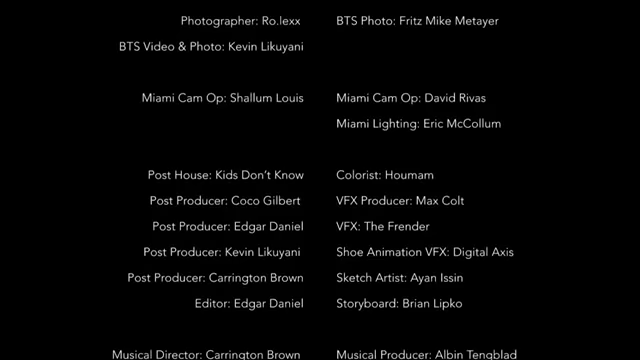 Photographer: Ro.lexx BTS Photo: Fritz Mike Metayer
BTS Video & Photo: Kevin Likuyani
Miami Cam Op: Shallum Louis Miami Cam Op: David Rivas
Miami Lighting: Eric McCollum
Post House: Kids Don't Know Colorist: Houmam
Post Producer: Coco Gilbert VFX Producer: Max Colt
Post Producer: Edgar Daniel VFX: The Frender
Post Producer: Kevin Likuyani Shoe Animation VFX: Digital Axis
Post Producer: Carrington Brown Sketch Artist: Ayan Issin
Editor: Edgar Daniel Storyboard: Brian Lipko
Musical Director: Carrington Brown Musical Producer: Albin Tengblad